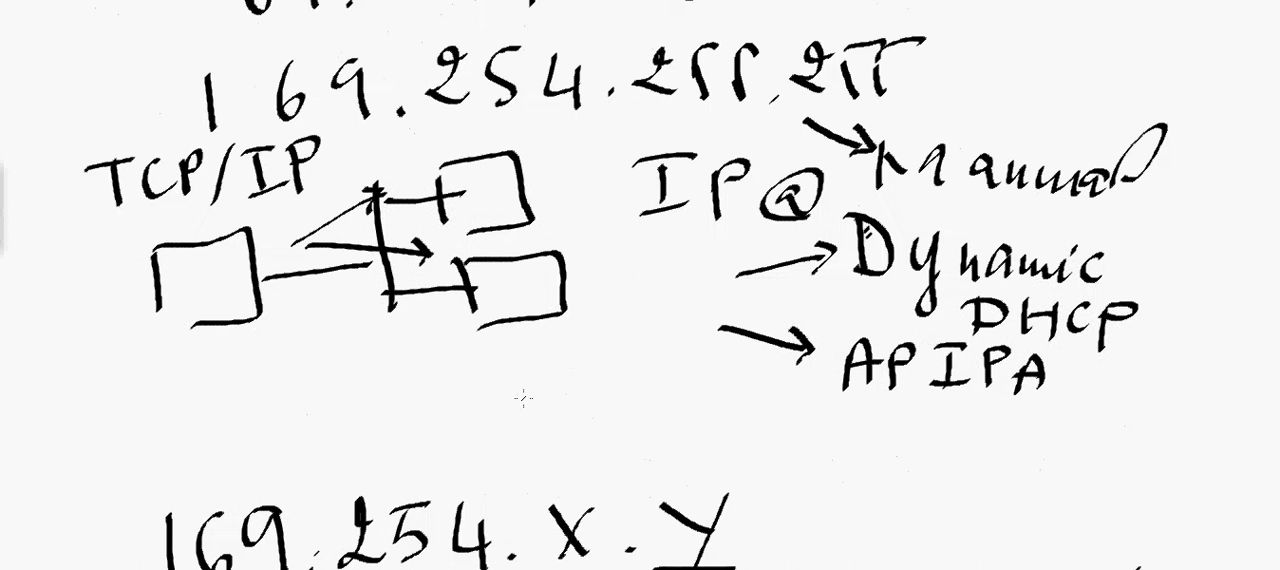 169.254.255.255
TCP/IP
IP@
Manual
Dynamic
DHCP
APIPA
169.254.X.Y